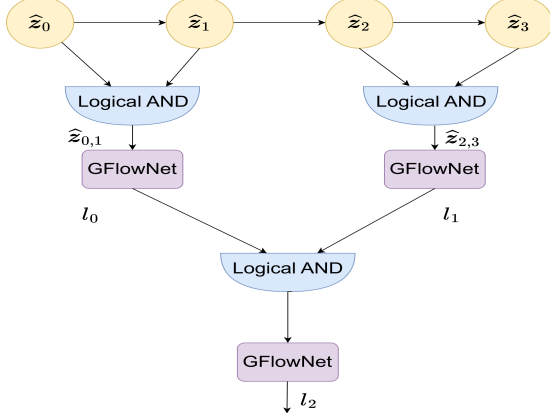 ẑ₀ ẑ₁ ẑ₂ ẑ₃
Logical AND Logical AND
ẑ₀,₁ ẑ₂,₃
GFlowNet GFlowNet
l₀ l₁
Logical AND
GFlowNet
l₂